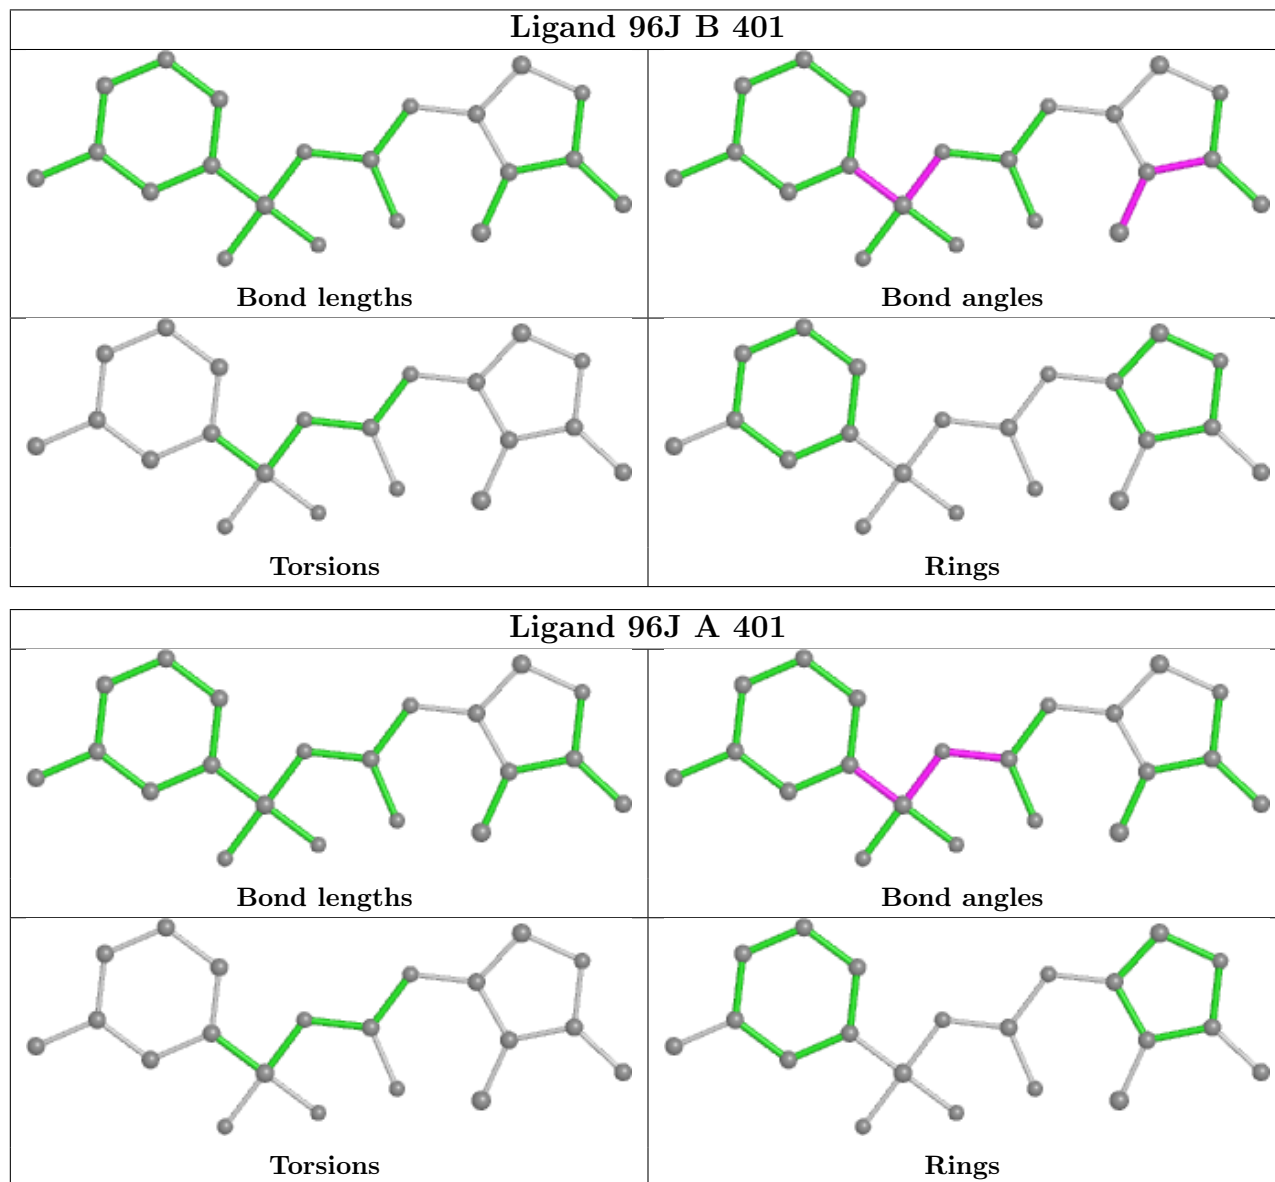 Ligand 96J B 401
Bond lengths
Bond angles
Torsions
Rings
Ligand 96J A 401
Bond lengths
Bond angles
Torsions
Rings